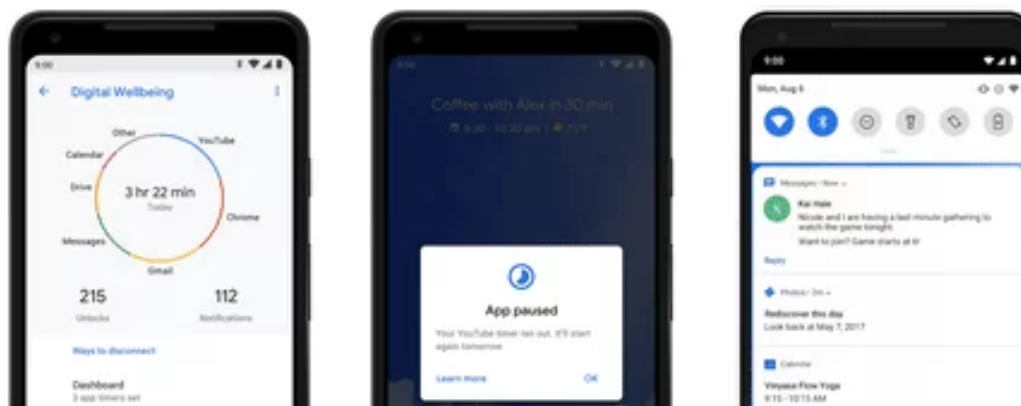 9:00
Digital Wellbeing
Other
YouTube
Calendar
Drive
3 hr 22 min
Today
Chrome
Messages
Gmail
215
112
Unlocks
Notifications
Ways to disconnect
Dashboard
3 app timers set
9:00
Coffee with Alex in 30 min
App paused
Your YouTube timer ran out. It'll start
again tomorrow
Learn more
OK
9:00
Mon, Aug 6
Messages • Now
Kai Hale
Nicole and I are having a last minute gathering to
watch the game tonight
Want to join? Game starts at 6!
Reply
Photos • 3m
Rediscover this day
Look back at May 7, 2017
Calendar
Vinyasa Flow Yoga
9:15 - 10:15 AM